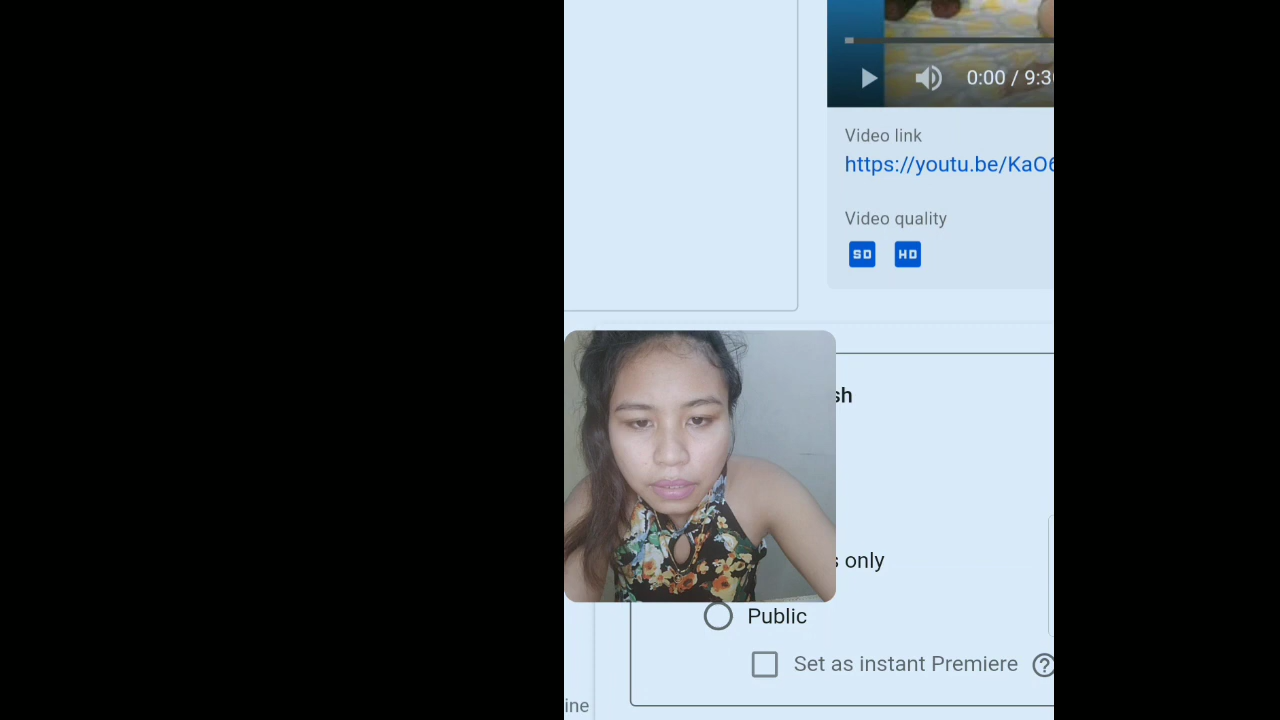 0:00 / 9:3
Video link
https://youtu.be/KaO6
Video quality
SD HD
sh
s only
Public
Set as instant Premiere
ine